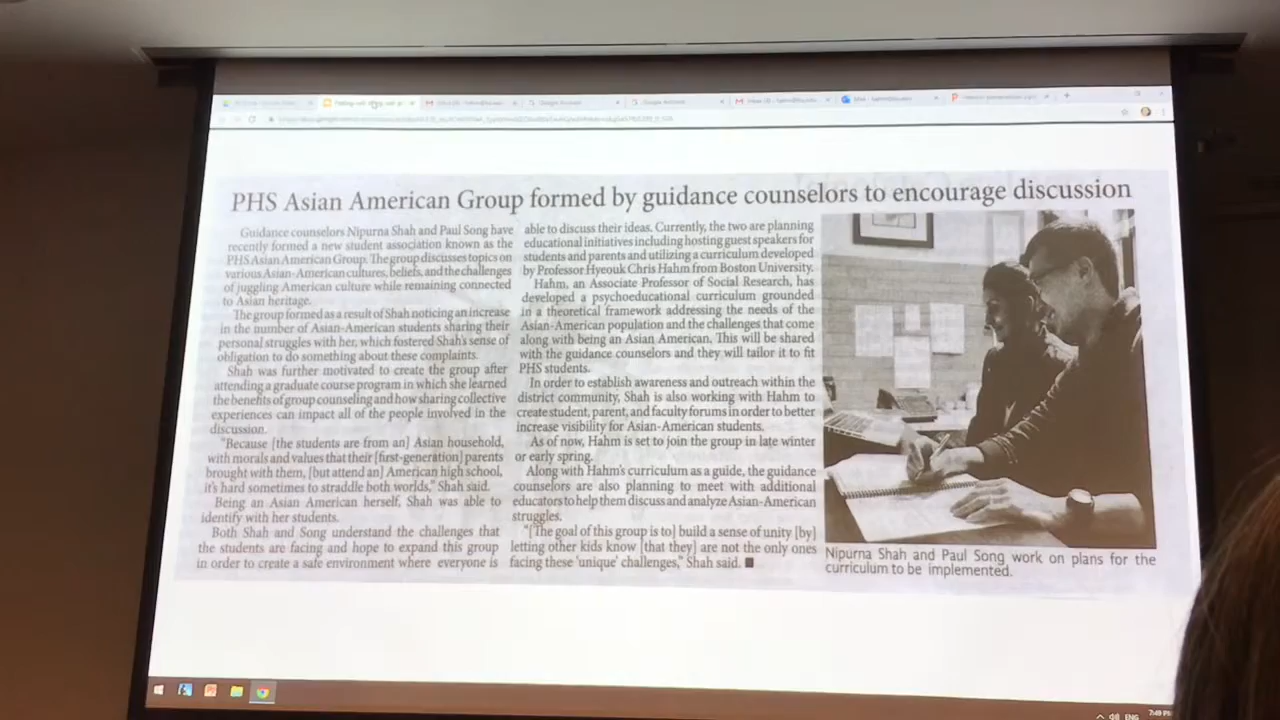 PHS Asian American Group formed by guidance counselors to encourage discussion
Guidance counselors Nipurna Shah and Paul Song have
recently formed a new student association known as the
PHS Asian American Group. The group discusses topics on
various Asian-American cultures, beliefs, and the challenges
of juggling American culture while remaining connected
to Asian heritage.
The group formed as a result of Shah noticing an increase
in the number of Asian-American students sharing their
personal struggles with her, which fostered Shah's sense of
obligation to do something about these complaints.
Shah was further motivated to create the group after
attending a graduate course program in which she learned
the benefits of group counseling and how sharing collective
experiences can impact all of the people involved in the
discussion.
"Because [the students are from an] Asian household,
with morals and values that their [first-generation] parents
brought with them, [but attend an] American high school,
it's hard sometimes to straddle both worlds," Shah said.
Being an Asian American herself, Shah was able to
identify with her students.
Both Shah and Song understand the challenges that
the students are facing and hope to expand this group
in order to create a safe environment where everyone is
able to discuss their ideas. Currently, the two are planning
educational initiatives including hosting guest speakers for
students and parents and utilizing a curriculum developed
by Professor Hyeouk Chris Hahm from Boston University.
Hahm, an Associate Professor of Social Research, has
developed a psychoeducational curriculum grounded
in a theoretical framework addressing the needs of the
Asian-American population and the challenges that come
along with being an Asian American. This will be shared
with the guidance counselors and they will tailor it to fit
PHS students.
In order to establish awareness and outreach within the
district community, Shah is also working with Hahm to
create student, parent, and faculty forums in order to better
increase visibility for Asian-American students.
As of now, Hahm is set to join the group in late winter
or early spring.
Along with Hahm's curriculum as a guide, the guidance
counselors are also planning to meet with additional
educators to help them discuss and analyze Asian-American
struggles.
"[The goal of this group is to] build a sense of unity [by]
letting other kids know [that they] are not the only ones
facing these 'unique' challenges," Shah said.
Nipurna Shah and Paul Song work on plans for the
curriculum to be implemented.
ENG
7:49 PM